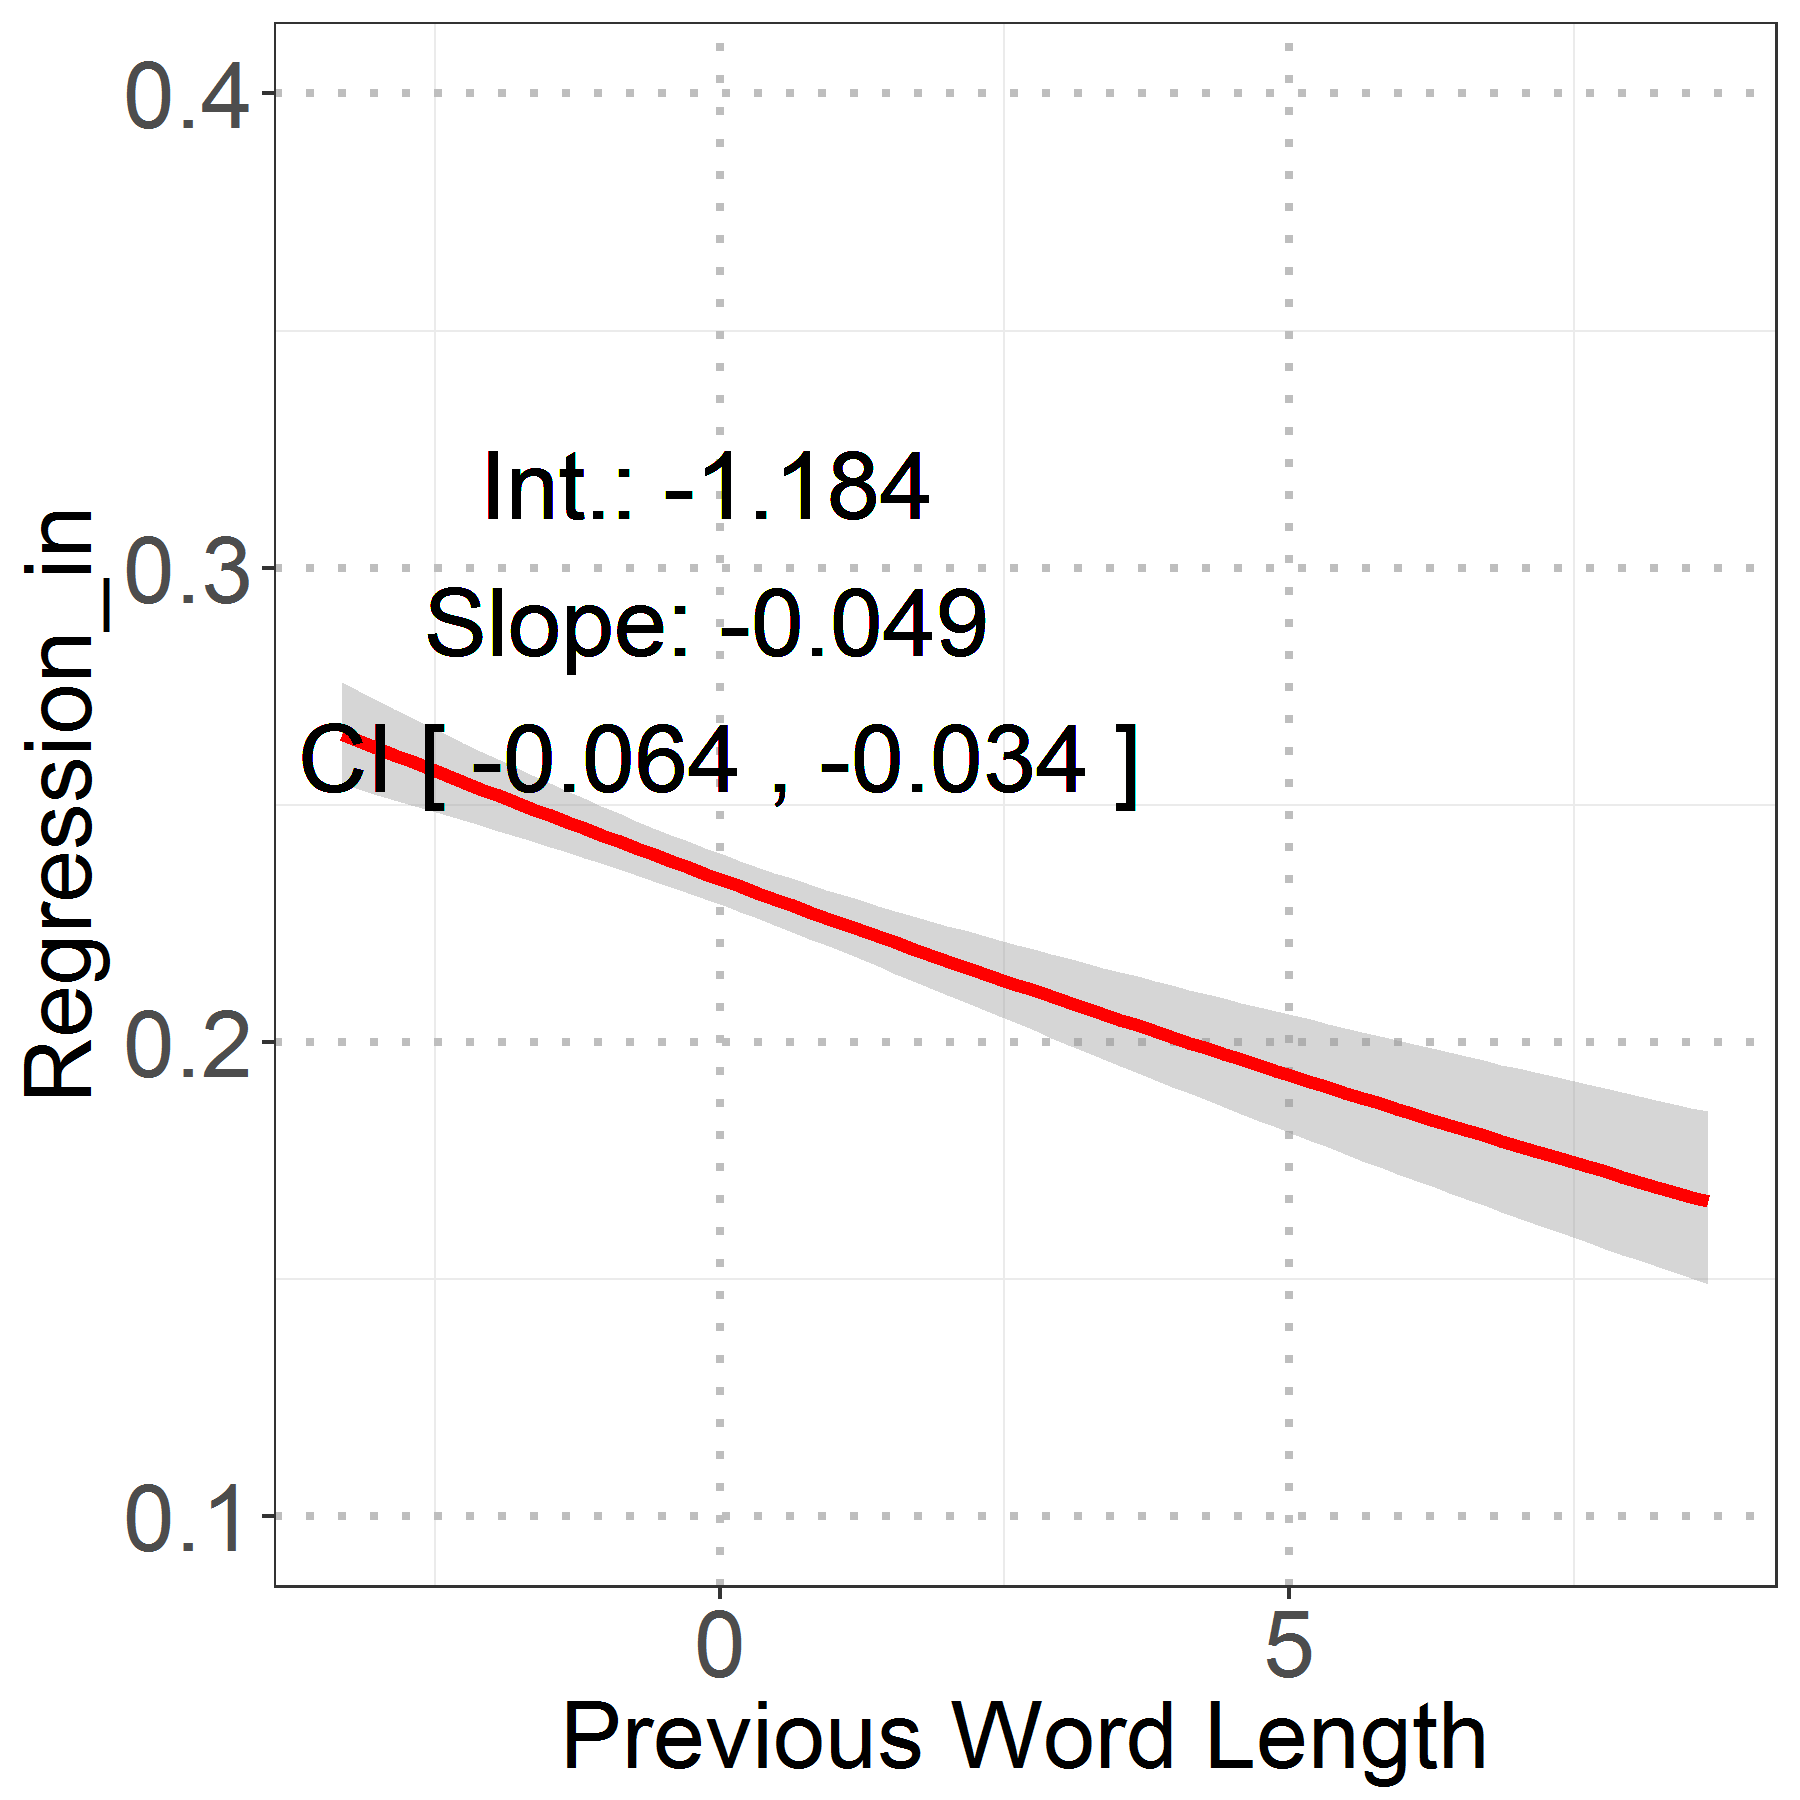 0.4
0.3
0.2
0.1
Regression_in
Int.: -1.184
Slope: -0.049
CI [ -0.064 , -0.034 ]
0 5
Previous Word Length